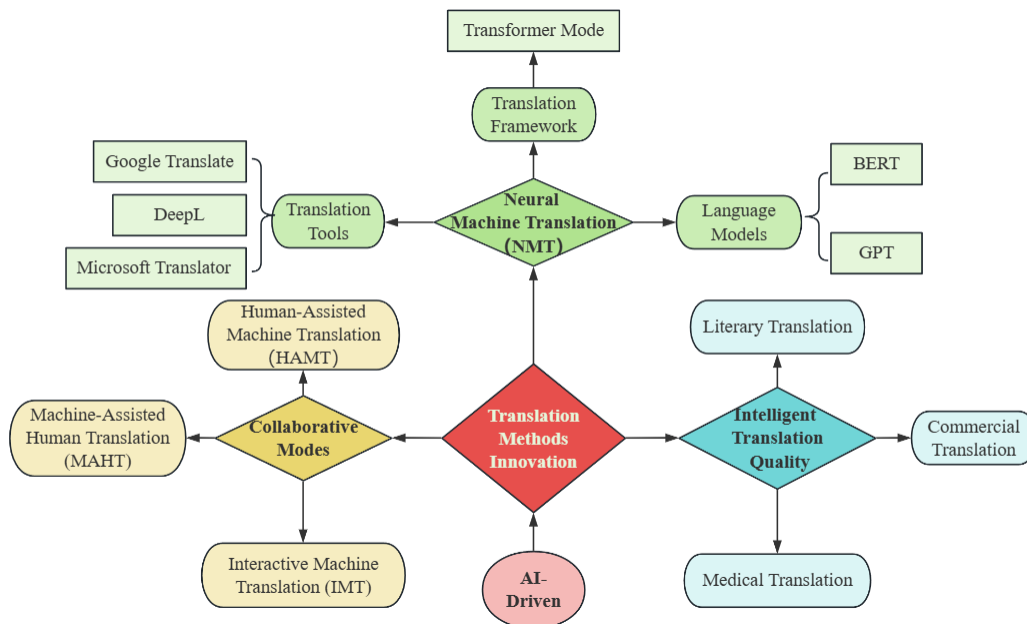 Transformer Mode
Translation
Framework
Google Translate
DeepL
Microsoft Translator
Translation
Tools
Neural
Machine Translation
(NMT)
Language
Models
BERT
GPT
Human-Assisted
Machine Translation
(HAMT)
Literary Translation
Machine-Assisted
Human Translation
(MAHT)
Collaborative
Modes
Translation
Methods
Innovation
Intelligent
Translation
Quality
Commercial
Translation
Interactive Machine
Translation (IMT)
AI-
Driven
Medical Translation